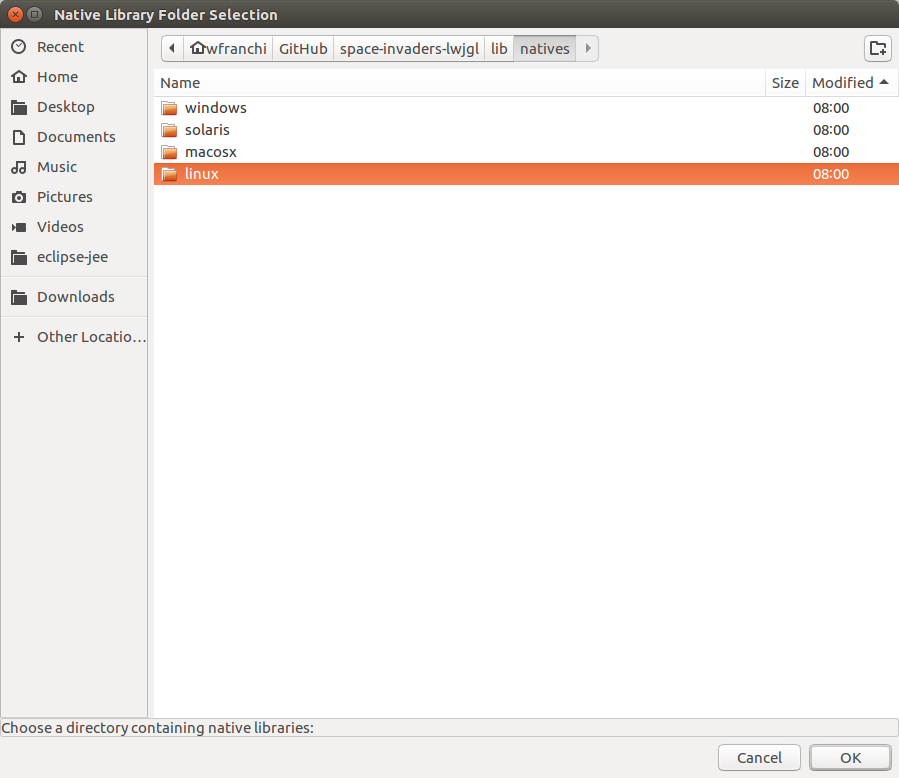 Native Library Folder Selection
Recent
Home
Desktop
Documents
Music
Pictures
Videos
eclipse-jee
Downloads
Other Locatio…
wfranchi GitHub space-invaders-lwjgl lib natives
Name Size Modified
windows 08:00
solaris 08:00
macosx 08:00
linux 08:00
Choose a directory containing native libraries:
Cancel OK